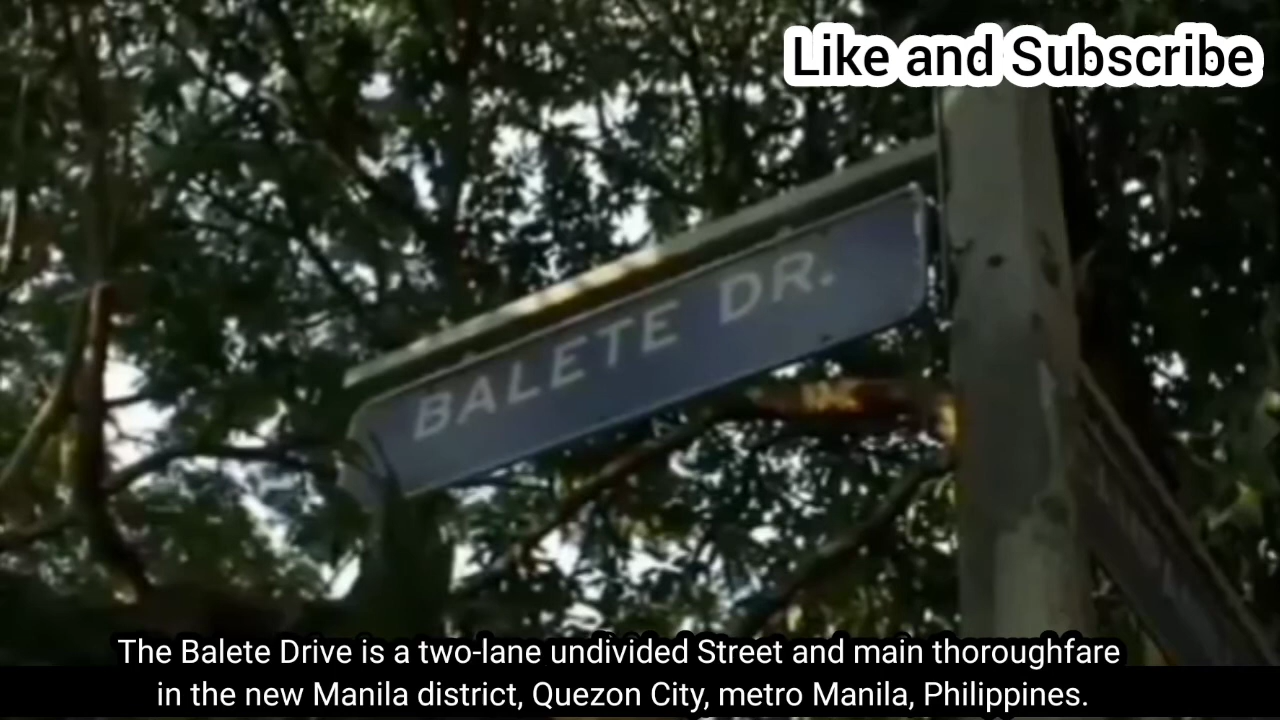 Like and Subscribe
BALETE DR.
The Balete Drive is a two-lane undivided Street and main thoroughfare
in the new Manila district, Quezon City, metro Manila, Philippines.